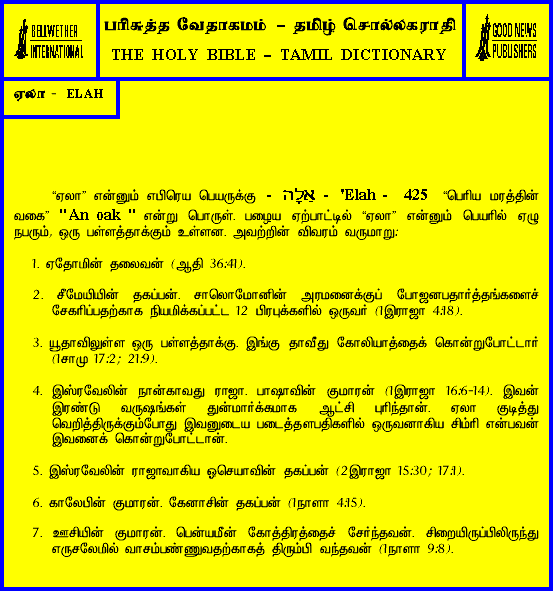 BELLWETHER
INTERNATIONAL
பரிசுத்த வேதாகமம் – தமிழ் சொல்லகராதி
THE HOLY BIBLE – TAMIL DICTIONARY
GOOD NEWS
PUBLISHERS
ஏலா - ELAH
“ஏலா” என்னும் எபிரெய பெயருக்கு - אֵלָה - 'Elah - 425 “பெரிய மரத்தின்
வகை” "An oak " என்று பொருள். பழைய ஏற்பாட்டில் “ஏலா” என்னும் பெயரில் ஏழு
நபரும், ஒரு பள்ளத்தாக்கும் உள்ளன. அவற்றின் விவரம் வருமாறு:
1. ஏதோமின் தலைவன் (ஆதி 36:41).
2. சீமேயியின் தகப்பன். சாலொமோனின் அரமனைக்குப் போஜனபதார்த்தங்களைச்
சேகரிப்பதற்காக நியமிக்கப்பட்ட 12 பிரபுக்களில் ஒருவர் (1இராஜா 4:18).
3. யூதாவிலுள்ள ஒரு பள்ளத்தாக்கு. இங்கு தாவீது கோலியாத்தைக் கொன்றுபோட்டார்
(1சாமு 17:2; 21:9).
4. இஸ்ரவேலின் நான்காவது ராஜா. பாஷாவின் குமாரன் (1இராஜா 16:6-14). இவன்
இரண்டு வருஷங்கள் துன்மார்க்கமாக ஆட்சி புரிந்தான். ஏலா குடித்து
வெறித்திருக்கும்போது இவனுடைய படைத்தளபதிகளில் ஒருவனாகிய சிம்ரி என்பவன்
இவனைக் கொன்றுபோட்டான்.
5. இஸ்ரவேலின் ராஜாவாகிய ஓசெயாவின் தகப்பன் (2இராஜா 15:30; 17:1).
6. காலேபின் குமாரன். கேனாசின் தகப்பன் (1நாளா 4:15).
7. ஊசியின் குமாரன். பென்யமீன் கோத்திரத்தைச் சேர்ந்தவன். சிறையிருப்பிலிருந்து
எருசலேமில் வாசம்பண்ணுவதற்காகத் திரும்பி வந்தவன் (1நாளா 9:8).